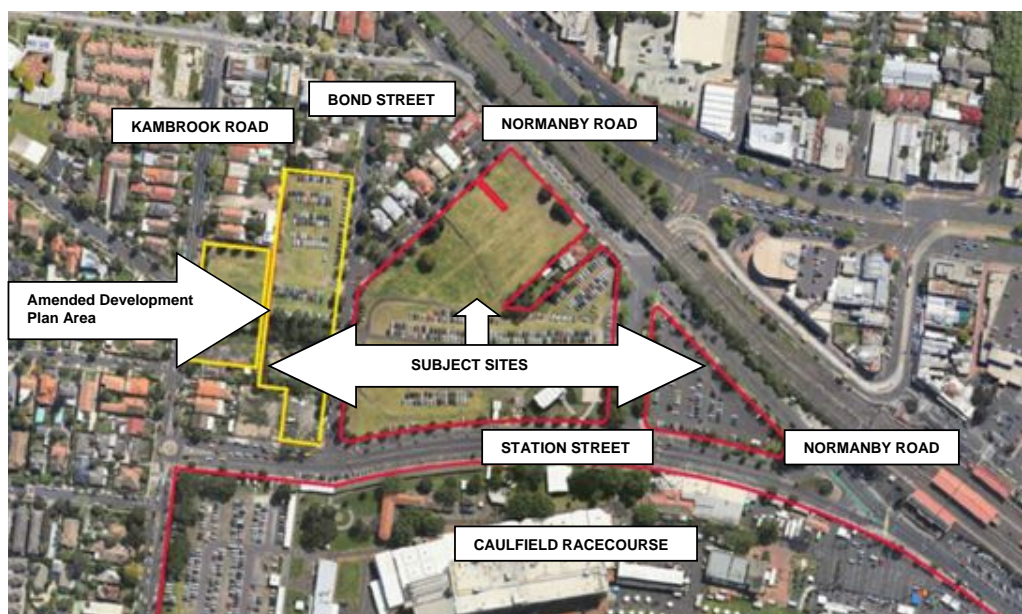 BOND STREET
KAMBROOK ROAD
NORMANBY ROAD
Amended Development
Plan Area
SUBJECT SITES
STATION STREET
NORMANBY ROAD
CAULFIELD RACECOURSE